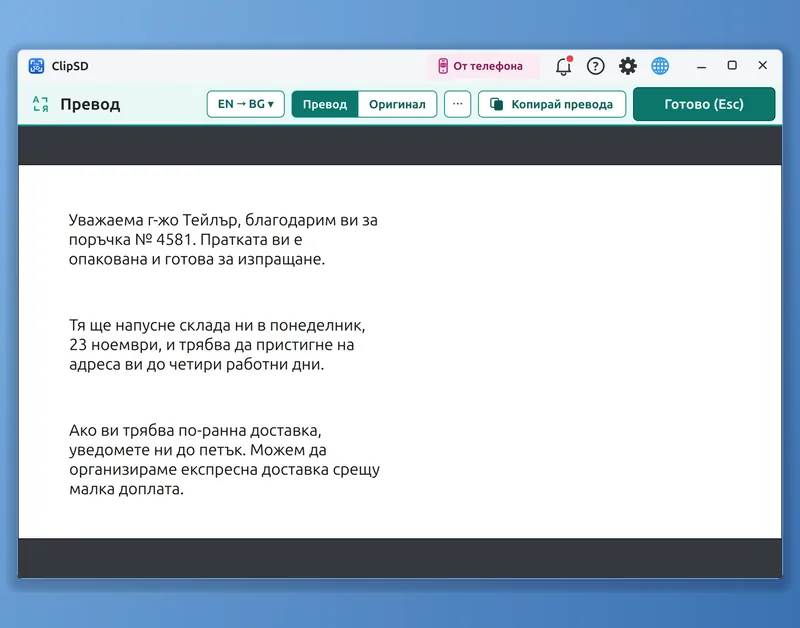 ClipSD
От телефона
Превод
EN → BG ▾
Превод
Оригинал
...
Копирай превода
Готово (Esc)
Уважаема г-жо Тейлър, благодарим ви за
поръчка № 4581. Пратката ви е
опакована и готова за изпращане.
Тя ще напусне склада ни в понеделник,
23 ноември, и трябва да пристигне на
адреса ви до четири работни дни.
Ако ви трябва по-ранна доставка,
уведомете ни до петък. Можем да
организираме експресна доставка срещу
малка доплата.